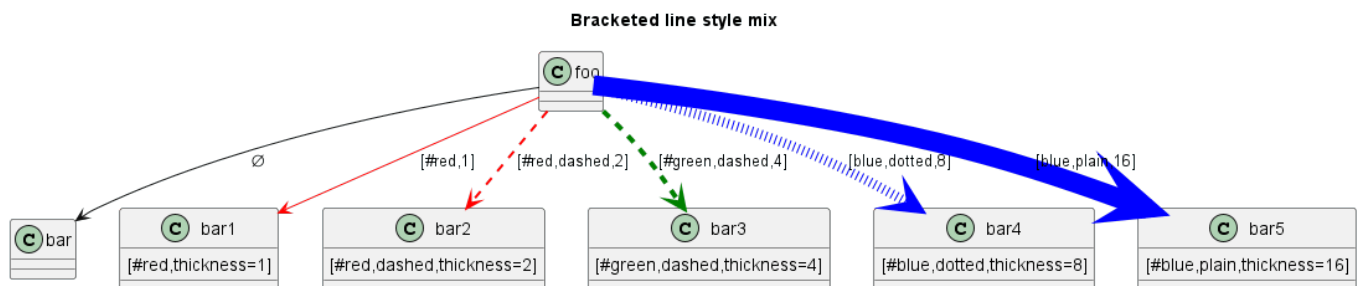 Bracketed line style mix
C foo
∅
[#red,1]
[#red,dashed,2]
[#green,dashed,4]
[blue,dotted,8]
[blue,plain,16]
C bar
C bar1
[#red,thickness=1]
C bar2
[#red,dashed,thickness=2]
C bar3
[#green,dashed,thickness=4]
C bar4
[#blue,dotted,thickness=8]
C bar5
[#blue,plain,thickness=16]